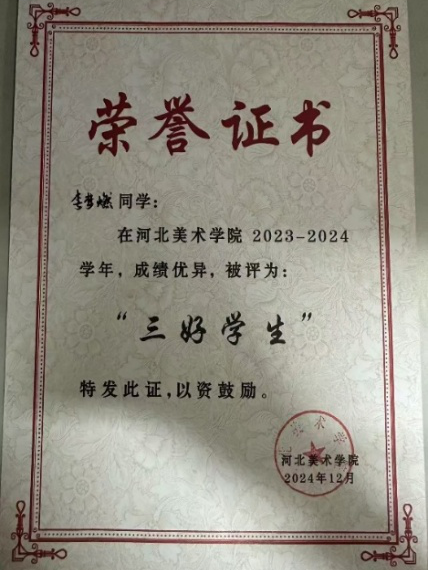 荣誉证书
同学：
在河北美术学院 2023-2024
学年，成绩优异，被评为：
“三好学生”
特发此证，以资鼓励。
河北美术学院
2024年12月